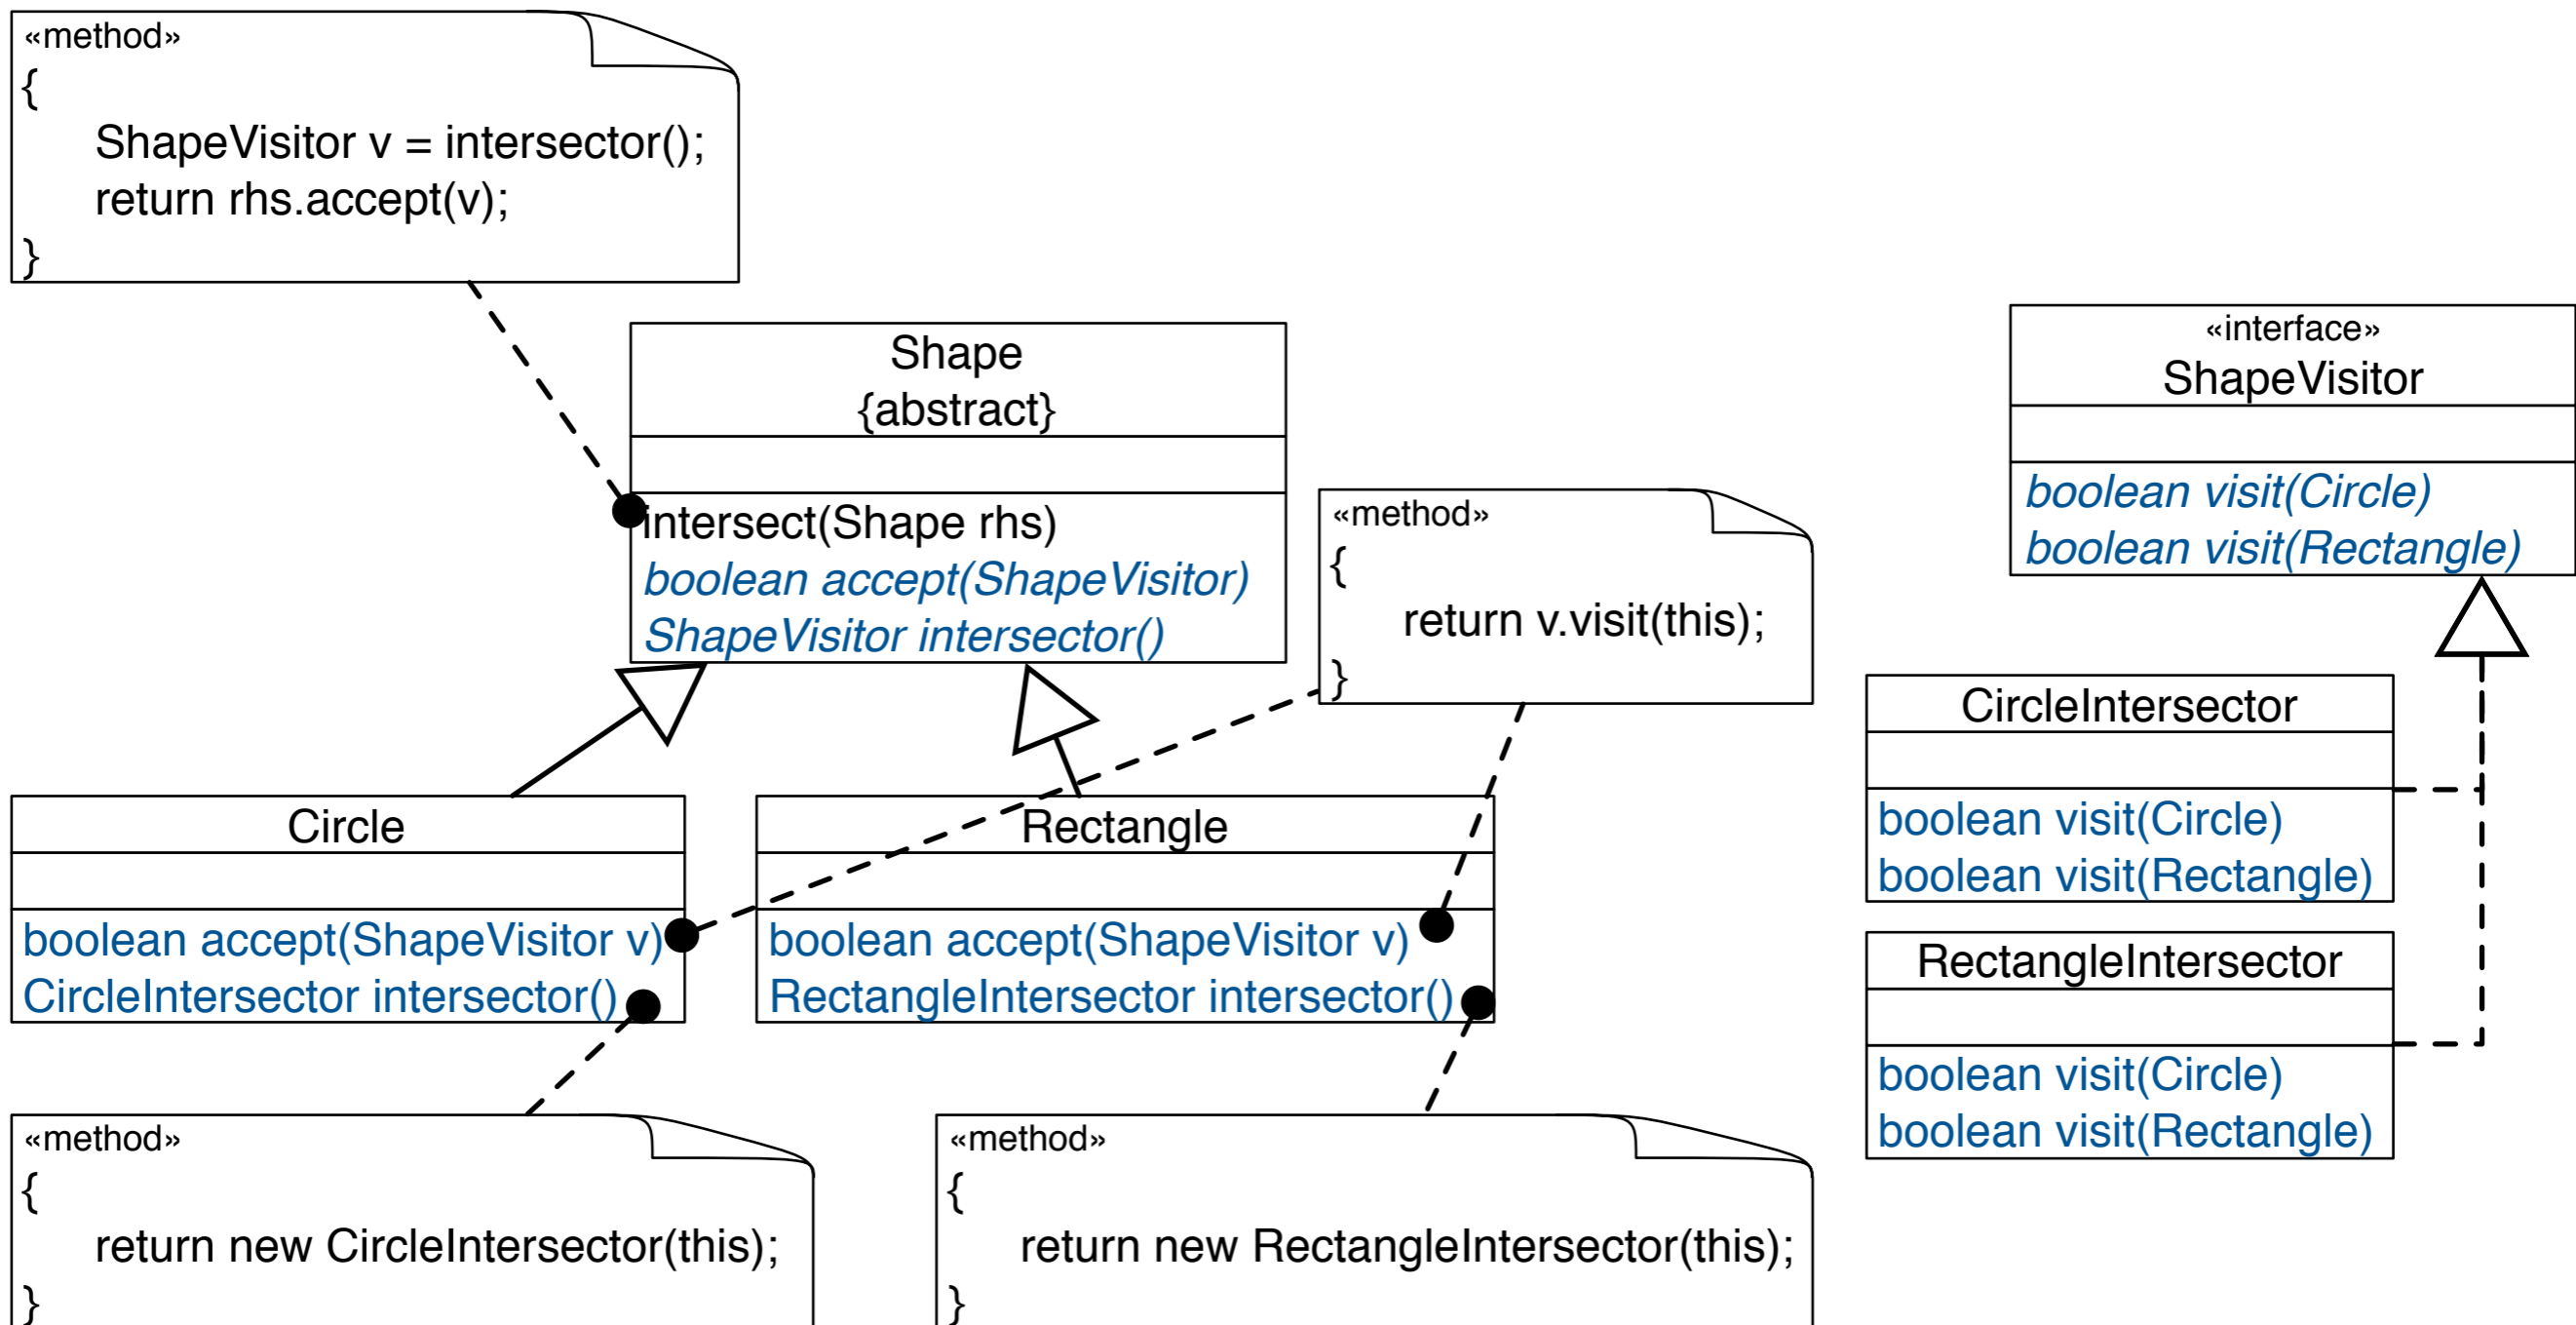 «method»
{
ShapeVisitor v = intersector();
return rhs.accept(v);
}
Shape
{abstract}
intersect(Shape rhs)
boolean accept(ShapeVisitor)
ShapeVisitor intersector()
«method»
{
return v.visit(this);
}
«interface»
ShapeVisitor
boolean visit(Circle)
boolean visit(Rectangle)
Circle
boolean accept(ShapeVisitor v)
CircleIntersector intersector()
Rectangle
boolean accept(ShapeVisitor v)
RectangleIntersector intersector()
CircleIntersector
boolean visit(Circle)
boolean visit(Rectangle)
RectangleIntersector
boolean visit(Circle)
boolean visit(Rectangle)
«method»
{
return new CircleIntersector(this);
}
«method»
{
return new RectangleIntersector(this);
}